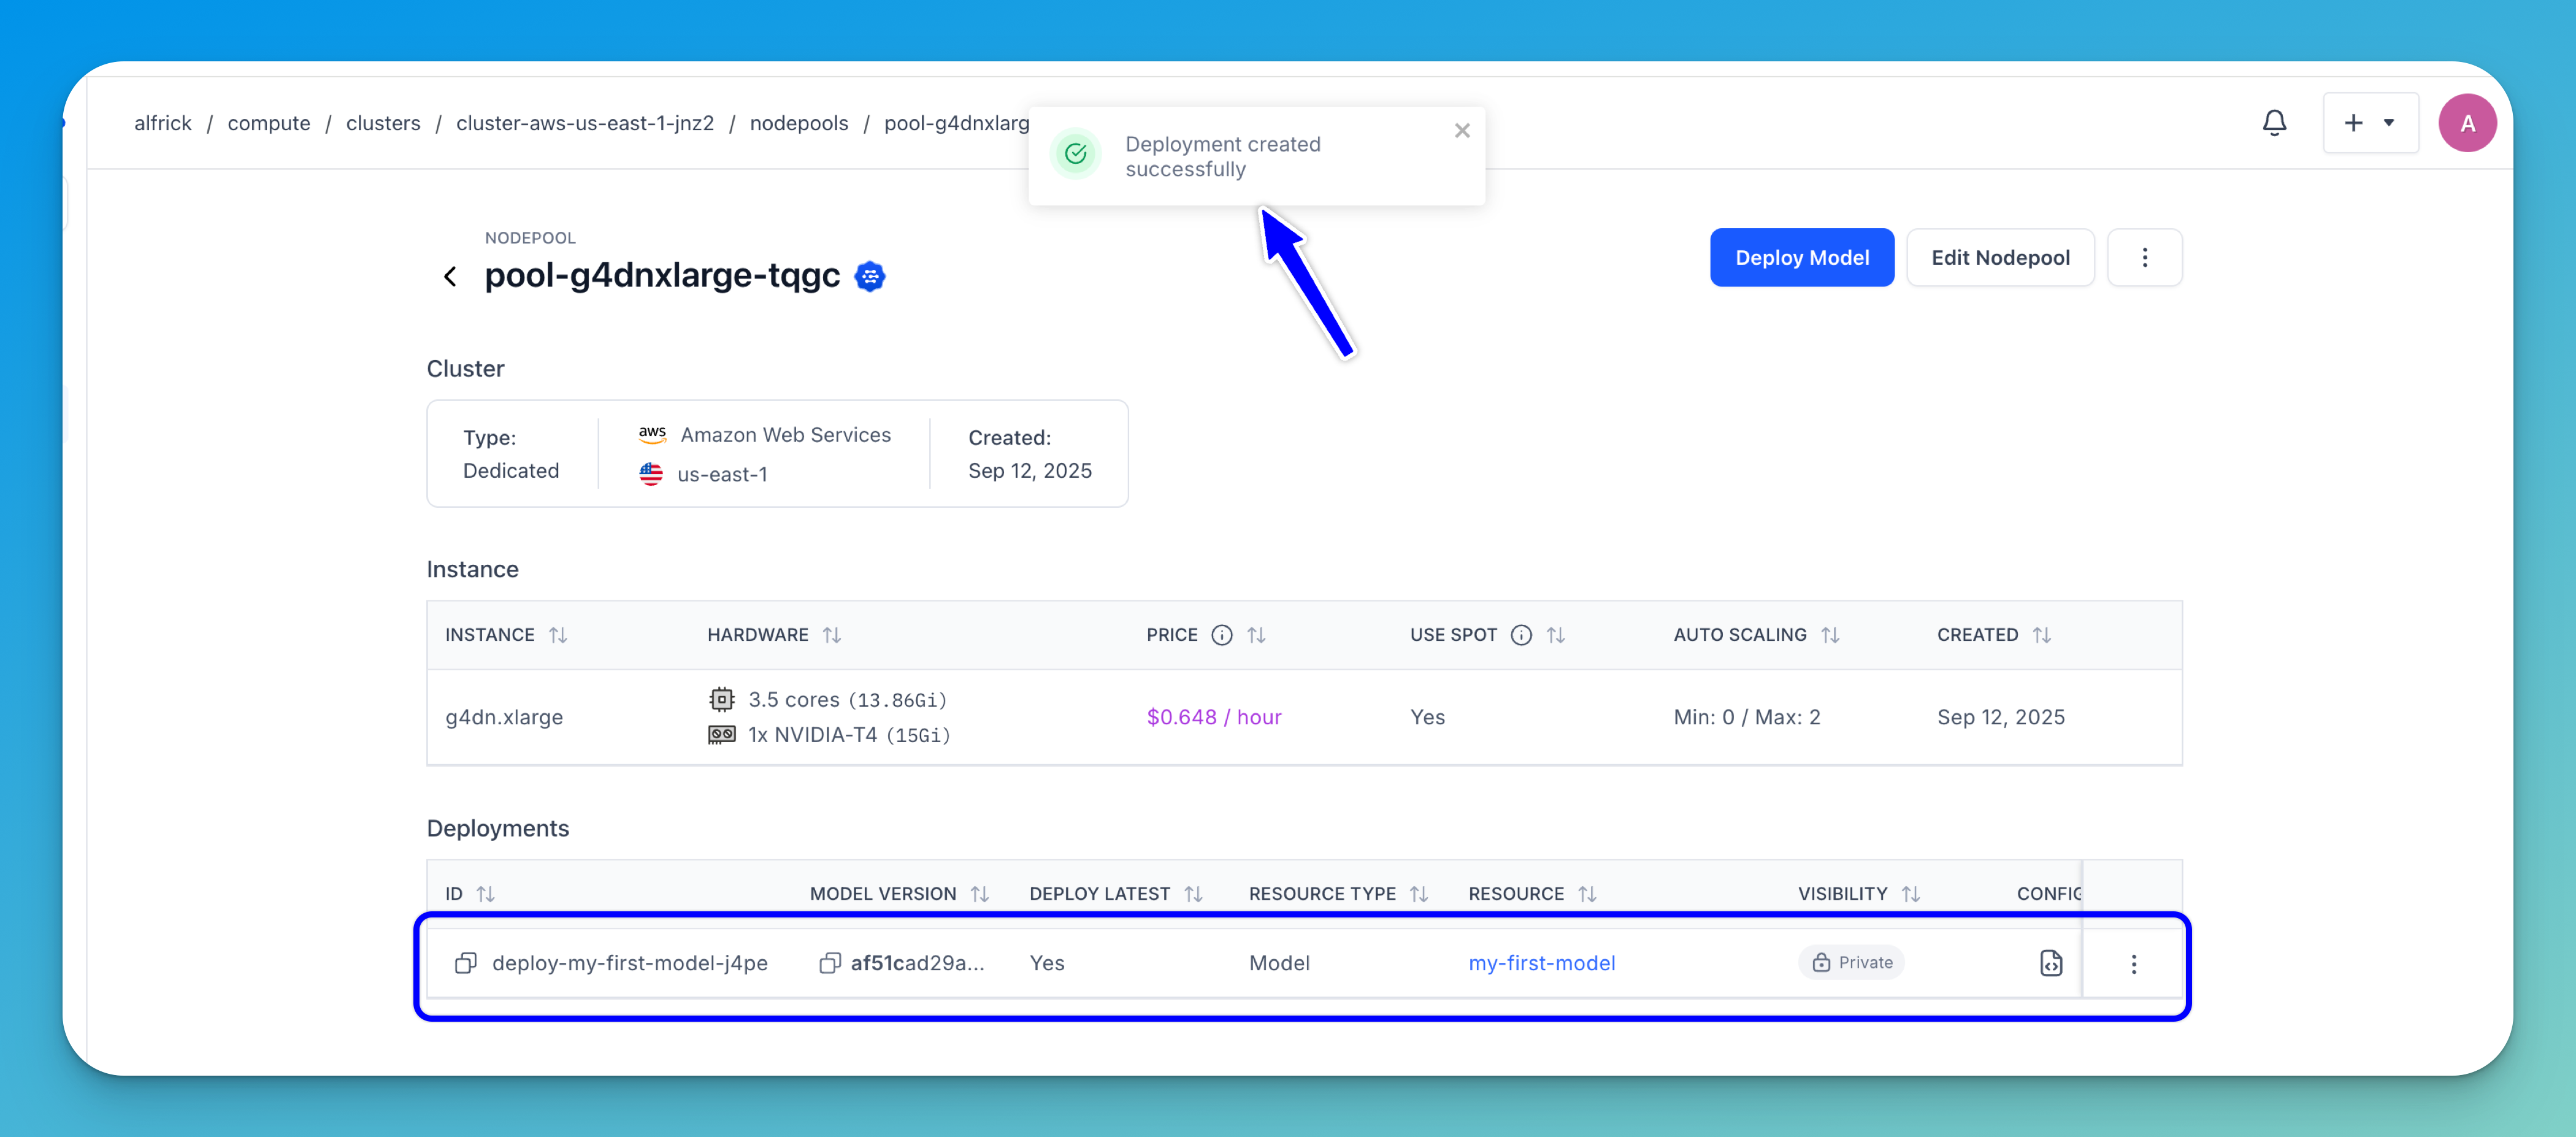 alfrick / compute / clusters / cluster-aws-us-east-1-jnz2 / nodepools / pool-g4dnxlarg
Deployment created
successfully
A
NODEPOOL
pool-g4dnxlarge-tqgc
Deploy Model
Edit Nodepool
Cluster
Type:
Dedicated
aws Amazon Web Services
us-east-1
Created:
Sep 12, 2025
Instance
INSTANCE HARDWARE PRICE USE SPOT AUTO SCALING CREATED
g4dn.xlarge 3.5 cores (13.86Gi) $0.648 / hour Yes Min: 0 / Max: 2 Sep 12, 2025
1x NVIDIA-T4 (15Gi)
Deployments
ID MODEL VERSION DEPLOY LATEST RESOURCE TYPE RESOURCE VISIBILITY CONFIG
deploy-my-first-model-j4pe af51cad29a... Yes Model my-first-model Private